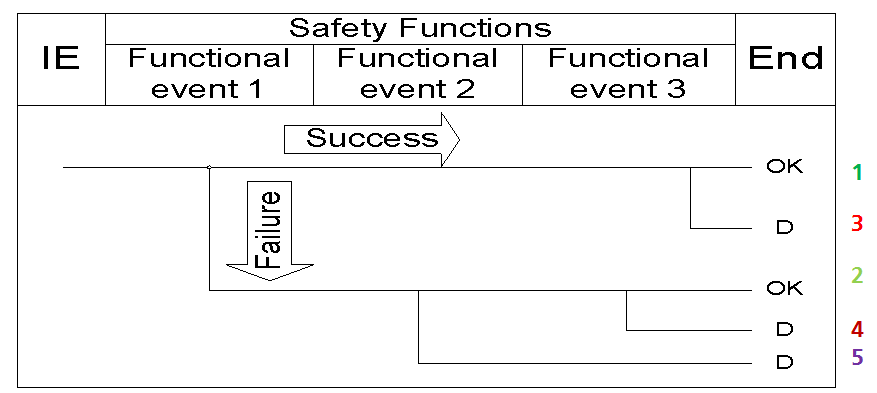 Safety Functions
IE
End
Functional
event 1
Functional
event 2
Functional
event 3
Success
OK
1
Failure
D
3
OK
2
D
4
D
5